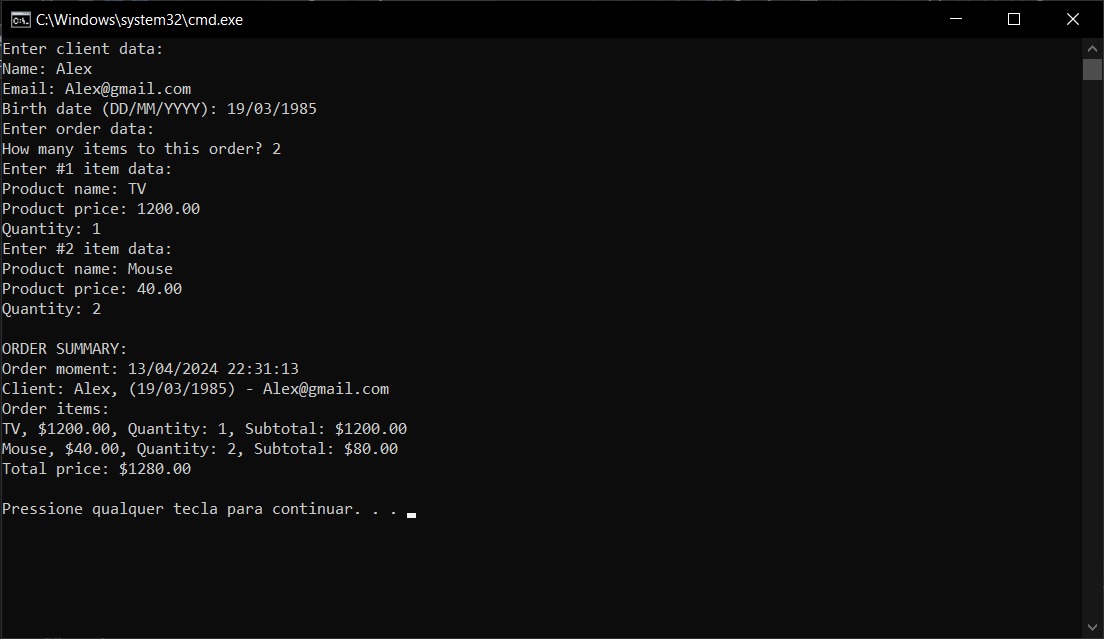 C:\Windows\system32\cmd.exe
Enter client data:
Name: Alex
Email: Alex@gmail.com
Birth date (DD/MM/YYYY): 19/03/1985
Enter order data:
How many items to this order? 2
Enter #1 item data:
Product name: TV
Product price: 1200.00
Quantity: 1
Enter #2 item data:
Product name: Mouse
Product price: 40.00
Quantity: 2

ORDER SUMMARY:
Order moment: 13/04/2024 22:31:13
Client: Alex, (19/03/1985) - Alex@gmail.com
Order items:
TV, $1200.00, Quantity: 1, Subtotal: $1200.00
Mouse, $40.00, Quantity: 2, Subtotal: $80.00
Total price: $1280.00

Pressione qualquer tecla para continuar. . .